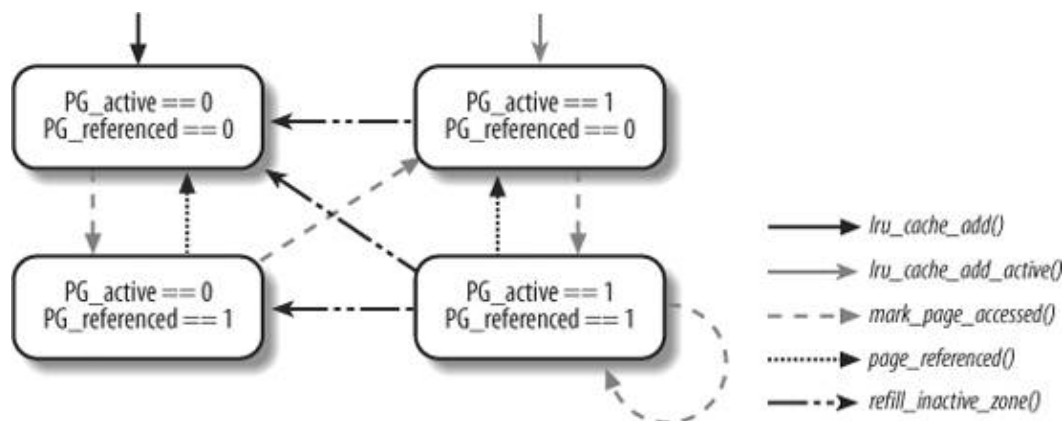 PG_active == 0
PG_referenced == 0
PG_active == 1
PG_referenced == 0
PG_active == 0
PG_referenced == 1
PG_active == 1
PG_referenced == 1
lru_cache_add()
lru_cache_add_active()
mark_page_accessed()
page_referenced()
refill_inactive_zone()